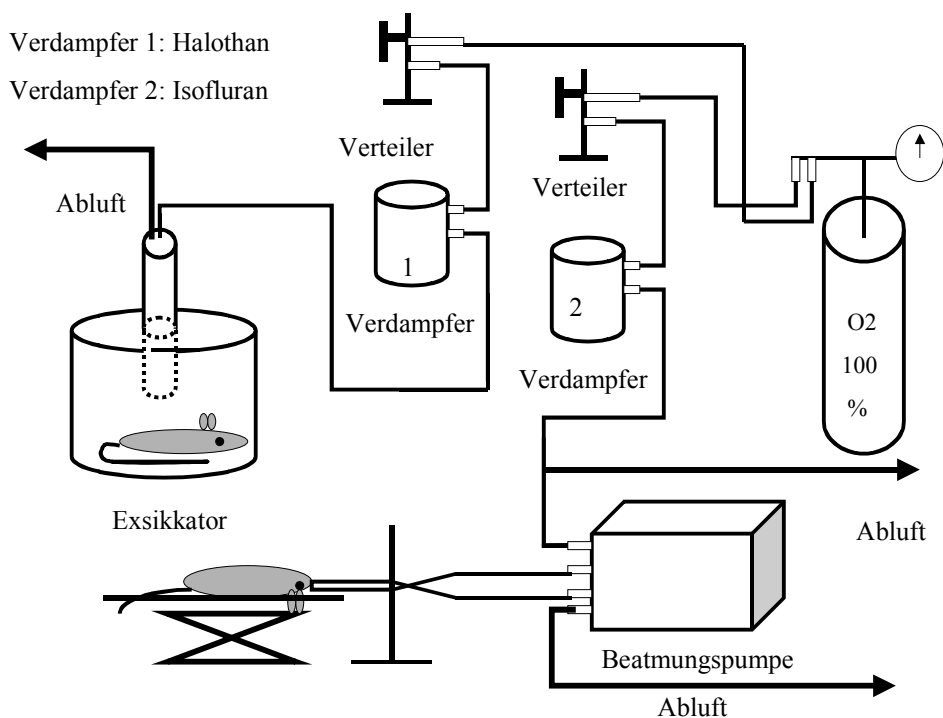 Verdampfer 1: Halothan
Verdampfer 2: Isofluran
Verteiler
Verteiler
Abluft
1
Verdampfer
2
Verdampfer
O2
100
%
Exsikkator
Abluft
Beatmungspumpe
Abluft